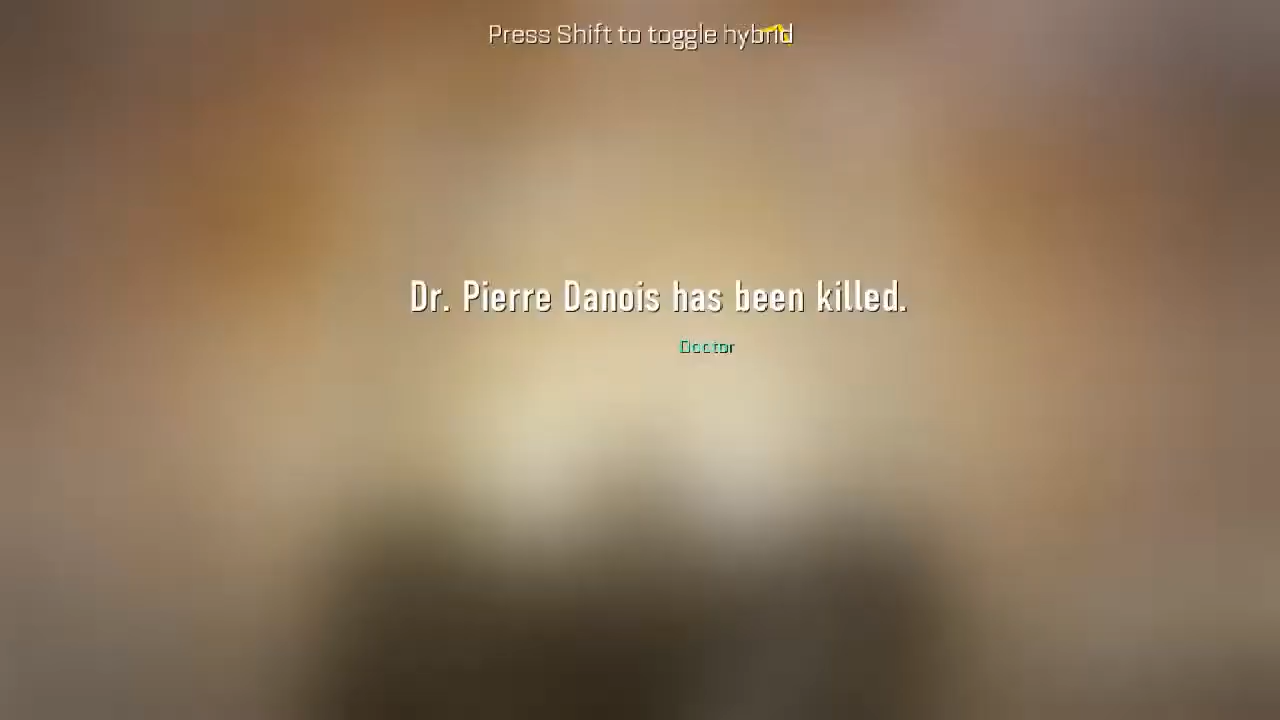 Press Shift to toggle hybrid
Dr. Pierre Danois has been killed.
Doctor